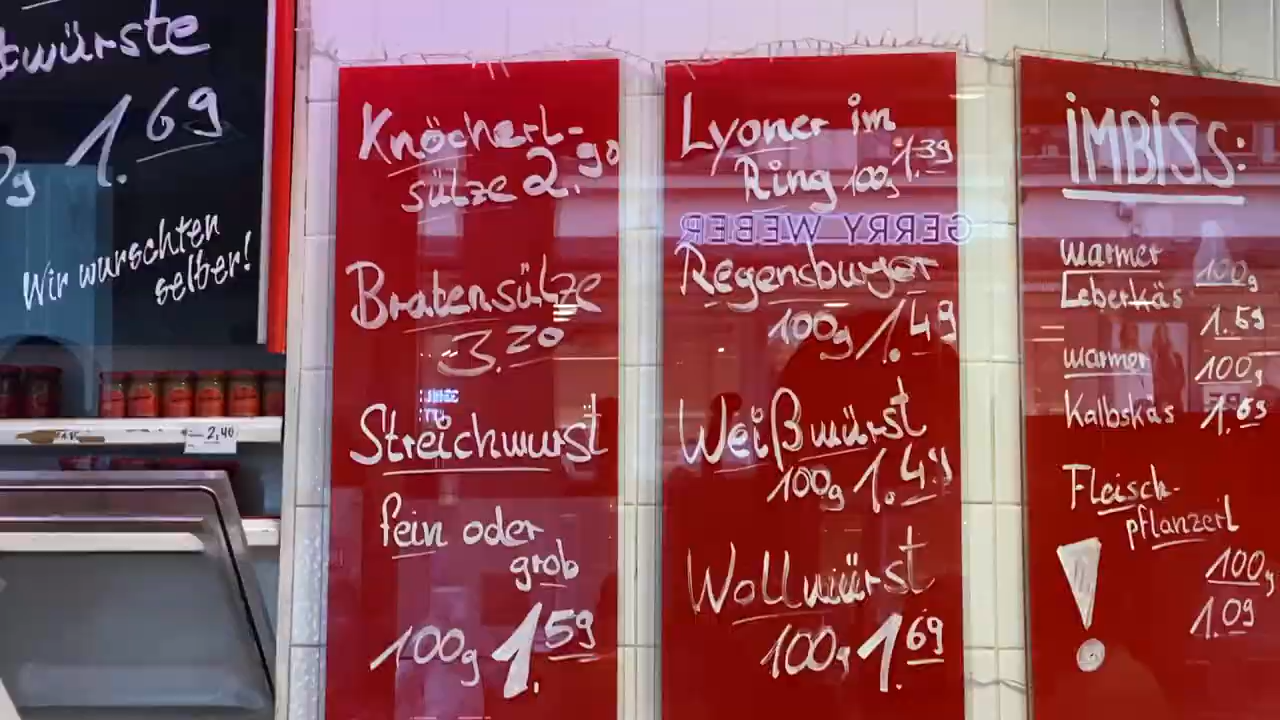 1.69
Wir wurschten
selber!
2,40
Knöcherl-
sülze 2.90
Bratensülze
3.20
Streichwurst
fein oder
grob
100g 1.59
Lyoner im
Ring 100g 1.39
GERRY WEBER
Regensburger
100g 1.49
Weißwürst
100g 1.49
Wollwürst
100g 1.69
iMBiSS:
warmer 100g
Leberkäs
1.59
warmer 100g
Kalbskäs 1.69
Fleisch-
pflanzerl
100g
1.09
!